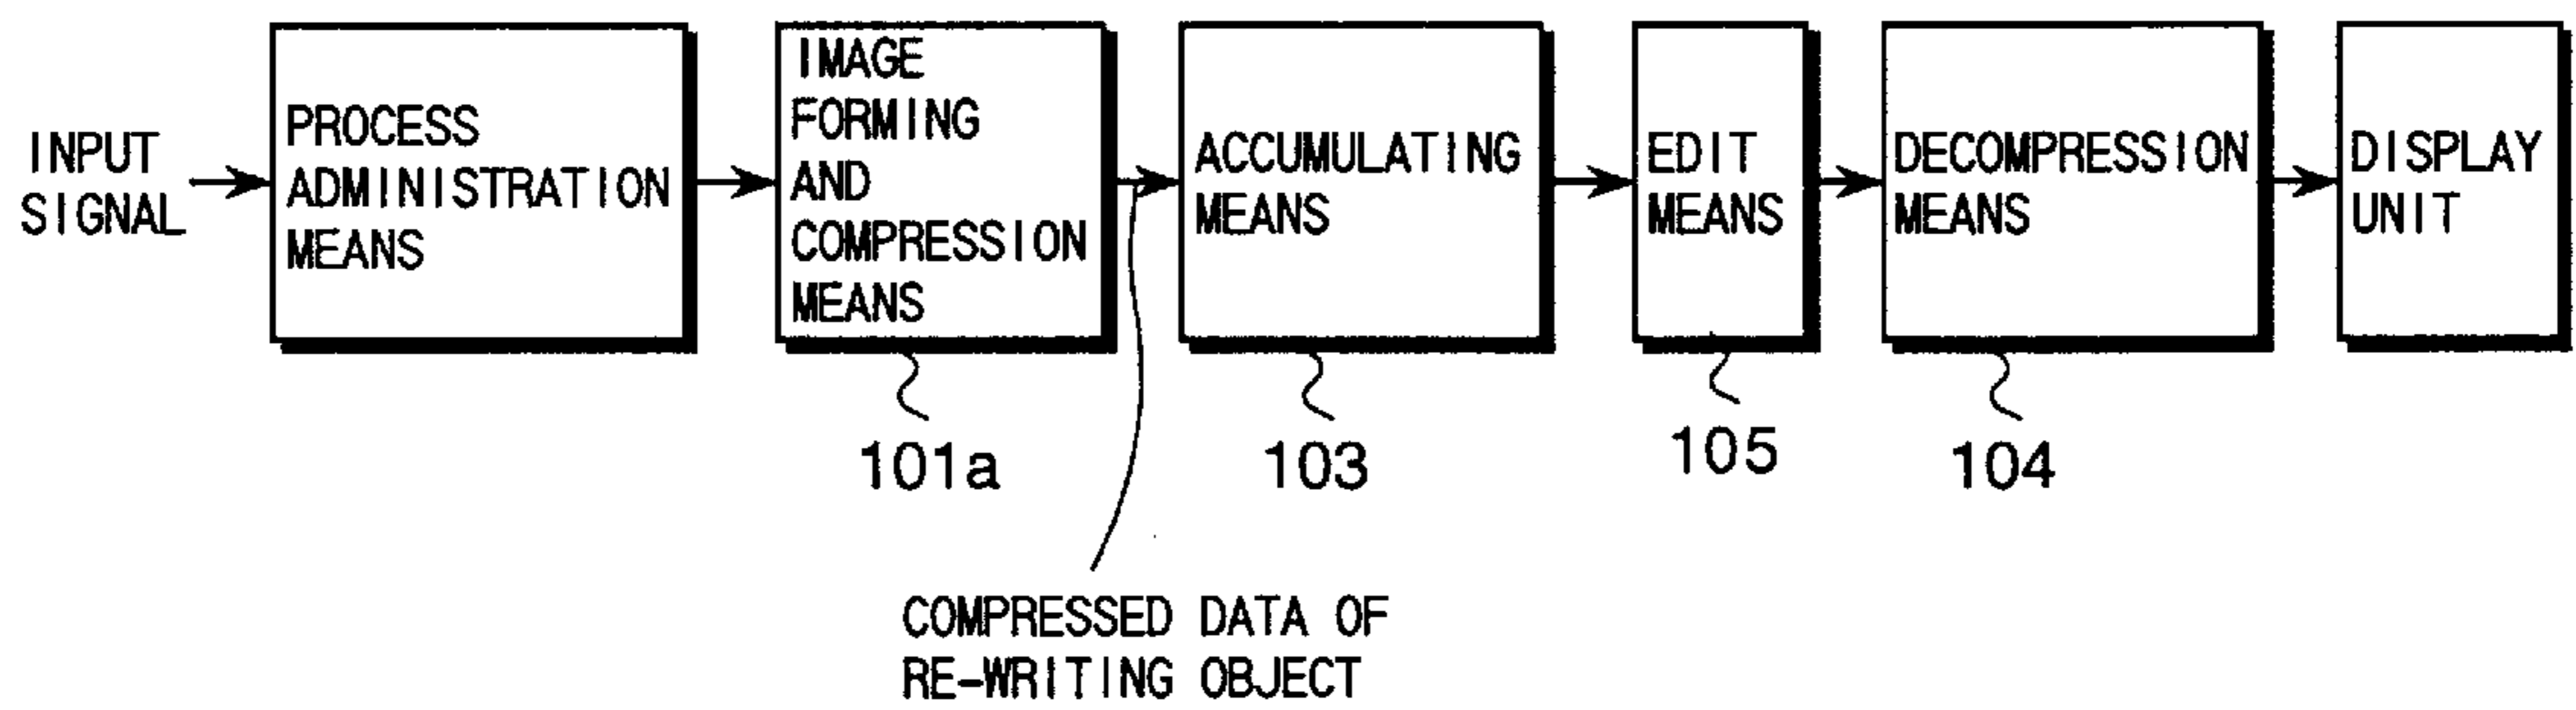 INPUT
SIGNAL
PROCESS
ADMINISTRATION
MEANS
IMAGE
FORMING
AND
COMPRESSION
MEANS
ACCUMULATING
MEANS
EDIT
MEANS
DECOMPRESSION
MEANS
DISPLAY
UNIT
101a
103
105
104
COMPRESSED DATA OF
RE-WRITING OBJECT